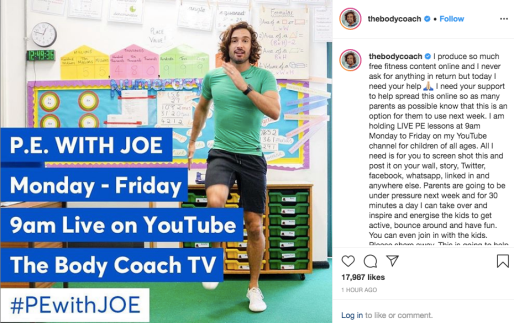 P.E. WITH JOE
Monday - Friday
9am Live on YouTube
The Body Coach TV
#PEwithJOE
thebodycoach • Follow
thebodycoach I produce so much
free fitness content online and I never
ask for anything in return but today I
need your help 🙏🏼 I need your support
to help spread this online so as many
parents as possible know that this is an
option for them to use next week. I am
holding LIVE PE lessons at 9am
Monday to Friday on my YouTube
channel for children of all ages. All I
need is for you to screen shot this and
post it on your wall, story, Twitter,
facebook, whatsapp, linked in and
anywhere else. Parents are going to be
under pressure next week and for 30
minutes a day I can take over and
inspire and energise the kids to get
active, bounce around and have fun.
You can even join in with the kids.
Please share away. This is going to help
17,987 likes
1 HOUR AGO
Log in to like or comment.